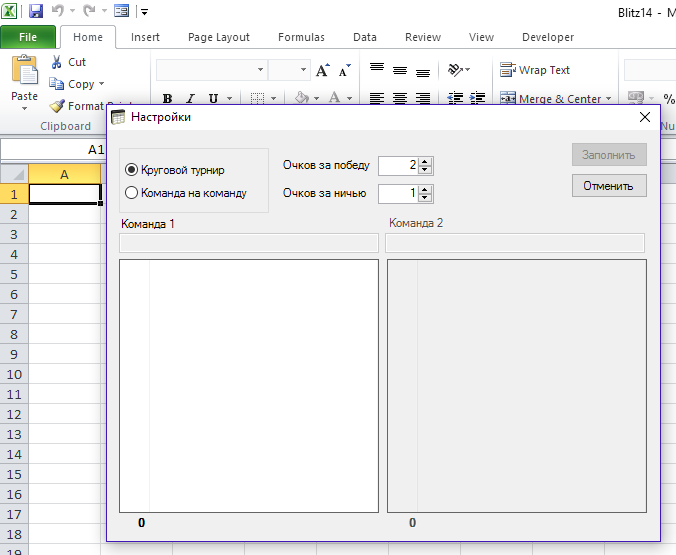 Blitz14 - M
File Home Insert Page Layout Formulas Data Review View Developer
Cut
Copy
Format
Paste
Clipboard
B I U
A A
Wrap Text
Merge & Center
%
Nu
A1
A
Настройки
Круговой турнир
Команда на команду
Очков за победу 2
Очков за ничью 1
Заполнить
Отменить
Команда 1
Команда 2
0
0
1
2
3
4
5
6
7
8
9
10
11
12
13
14
15
16
17
18
19